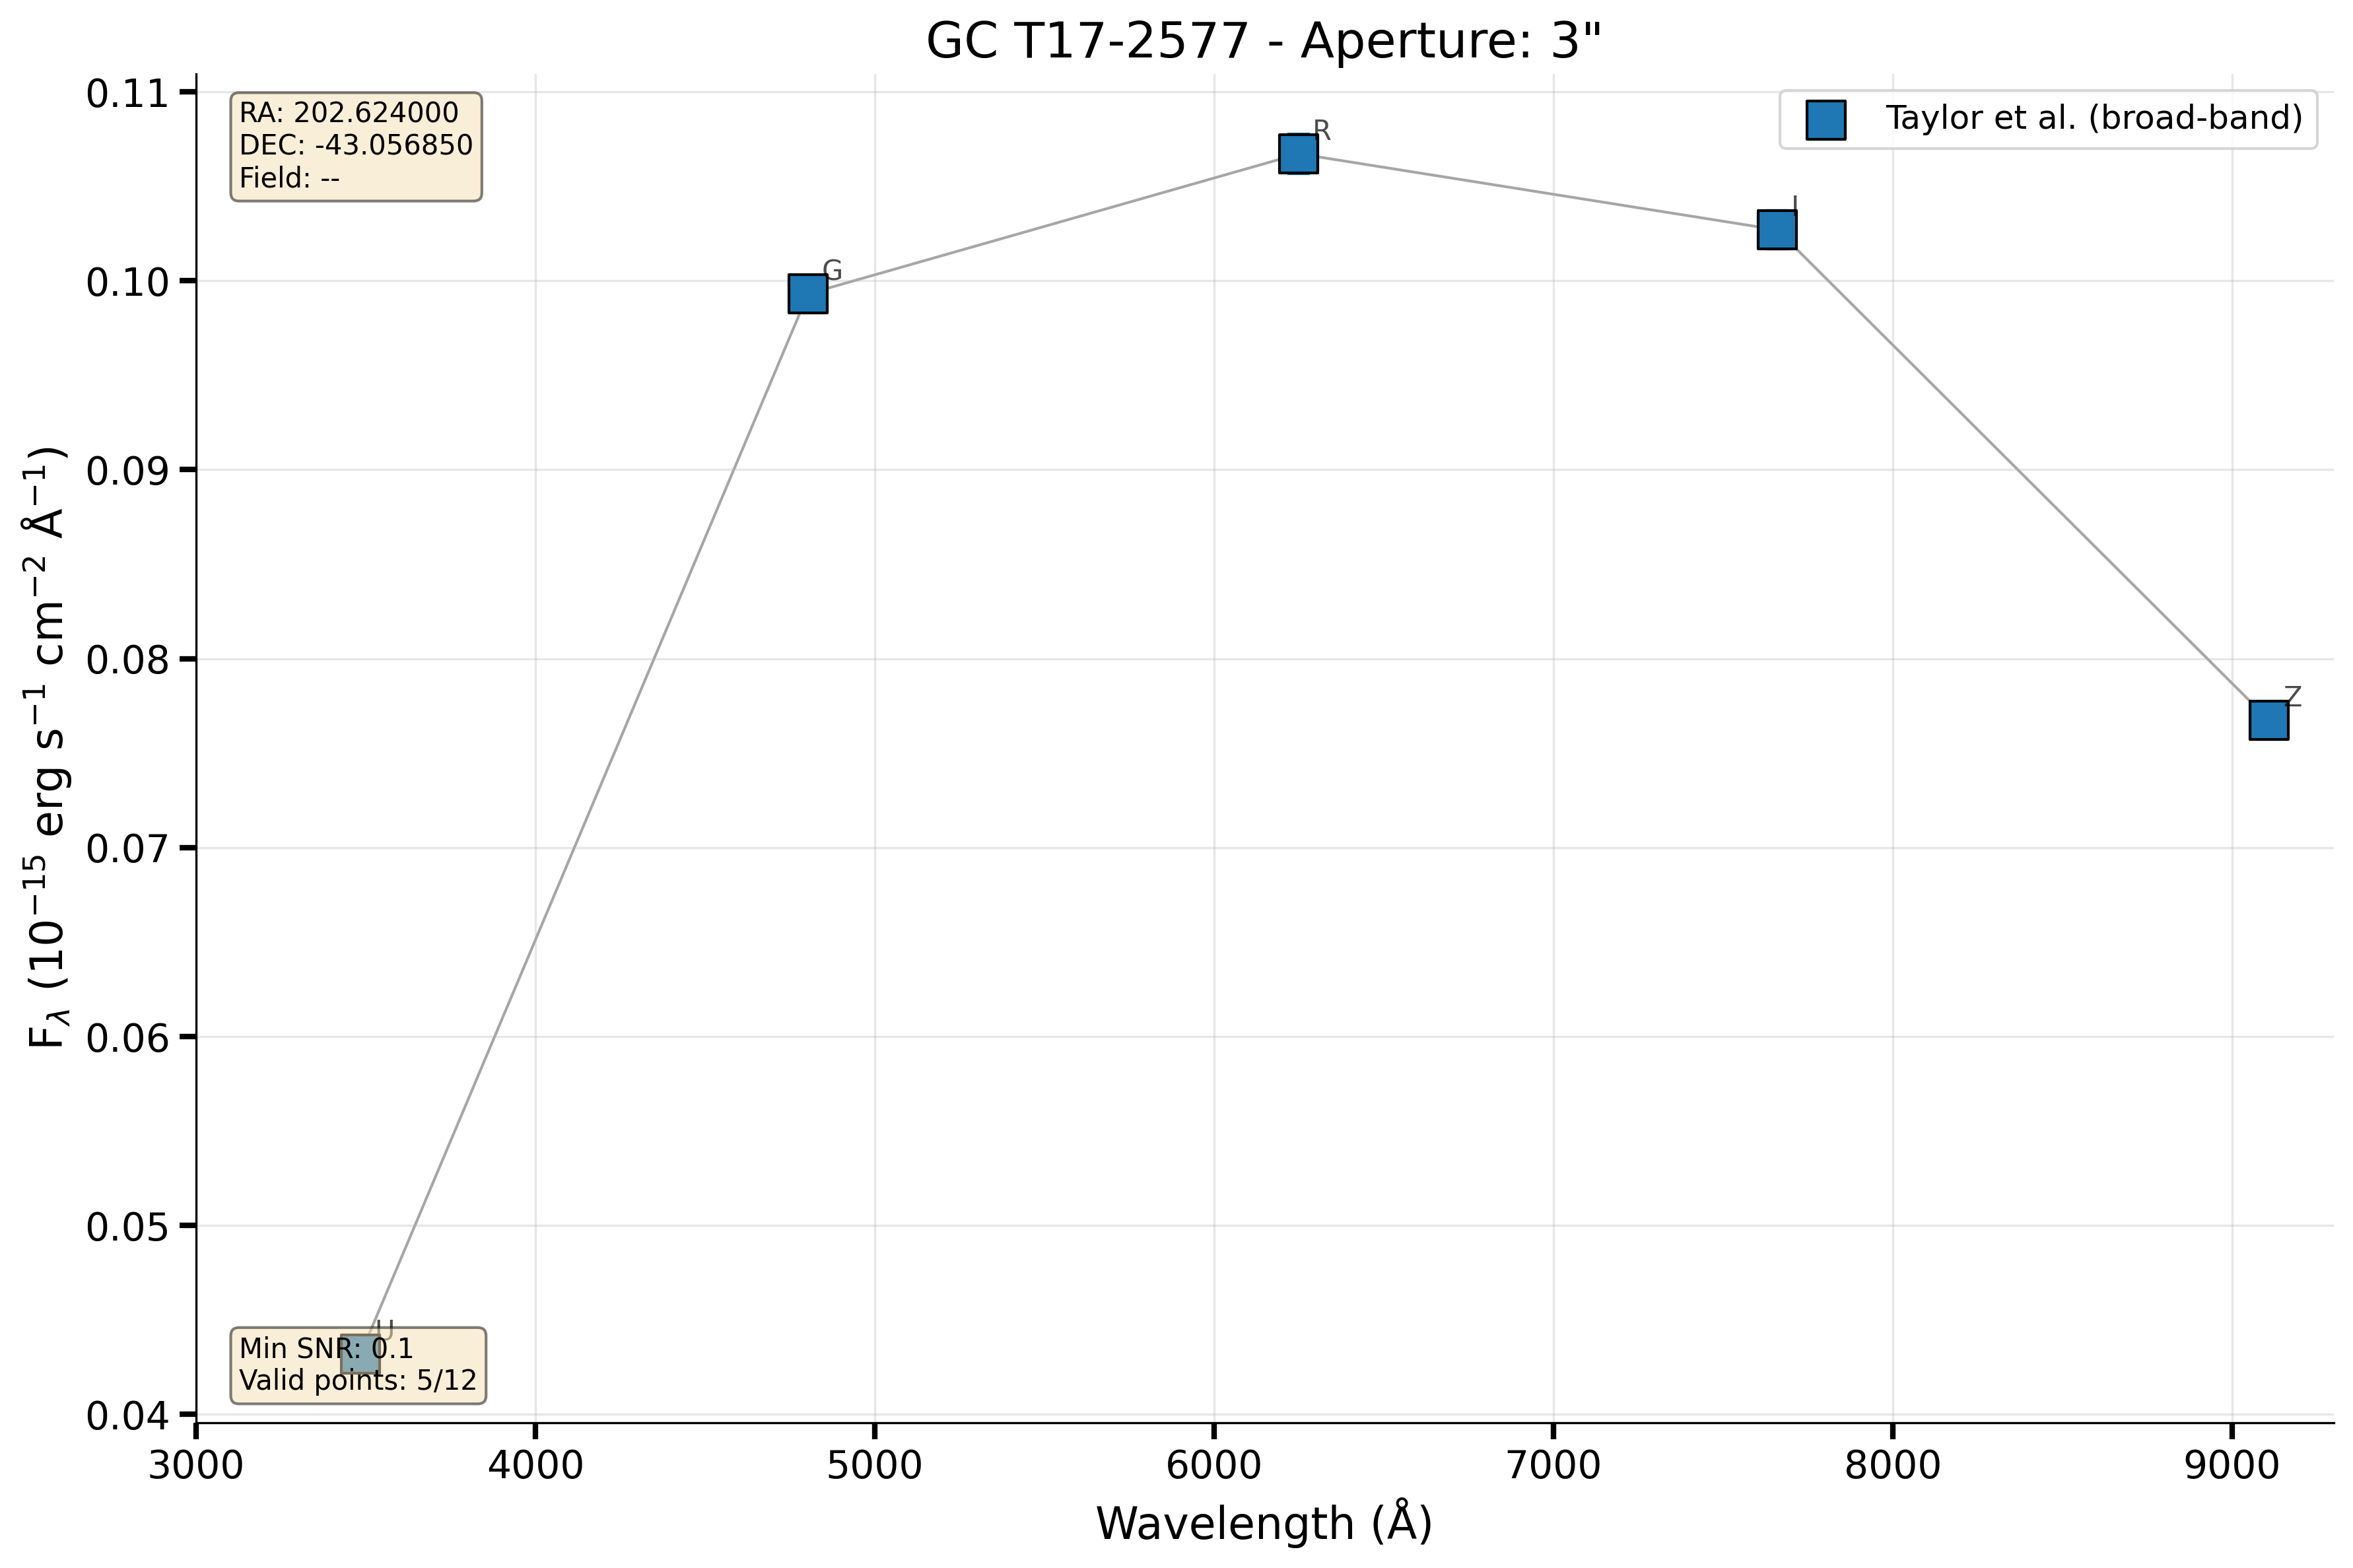 GC T17-2577 - Aperture: 3"
RA: 202.624000
DEC: -43.056850
Field: --
Taylor et al. (broad-band)
R
I
G
Z
U
Min SNR: 0.1
Valid points: 5/12
F_λ (10⁻¹⁵ erg s⁻¹ cm⁻² Å⁻¹)
0.11
0.10
0.09
0.08
0.07
0.06
0.05
0.04
3000 4000 5000 6000 7000 8000 9000
Wavelength (Å)